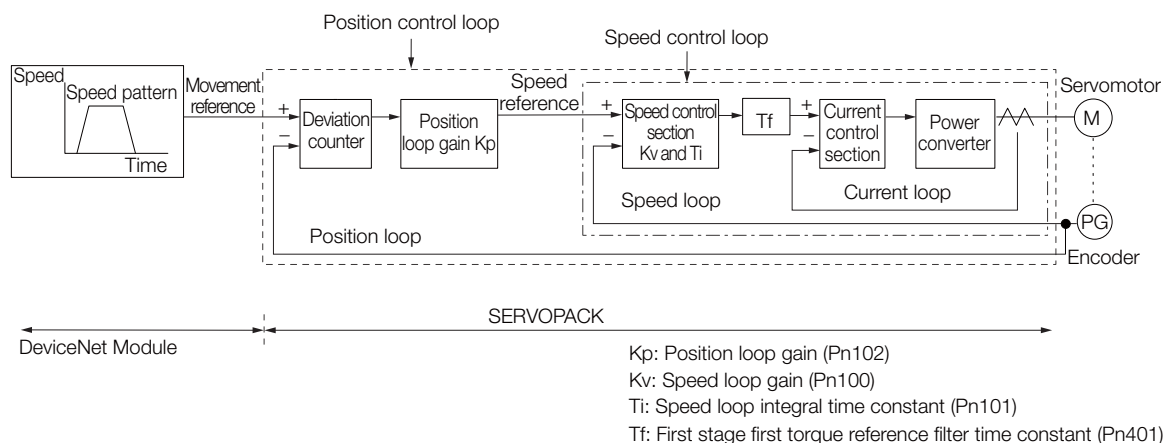 Position control loop
Speed control loop
Speed
Speed pattern
Time
Movement
reference
+
−
Deviation
counter
Position
loop gain Kp
Speed
reference
+
−
Speed control
section
Kv and Ti
Tf
+
−
Current
control
section
Power
converter
Servomotor
M
Current loop
Speed loop
PG
Position loop
Encoder
SERVOPACK
DeviceNet Module
Kp: Position loop gain (Pn102)
Kv: Speed loop gain (Pn100)
Ti: Speed loop integral time constant (Pn101)
Tf: First stage first torque reference filter time constant (Pn401)